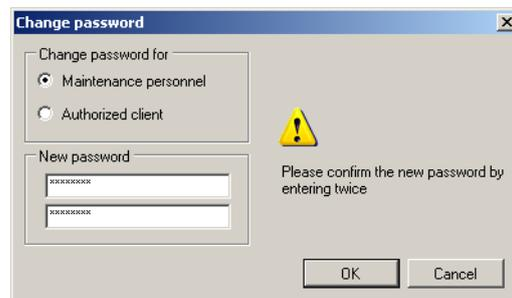 Change password
Change password for
Maintenance personnel
Authorized client
New password
xxxxxxxx
xxxxxxxx
Please confirm the new password by
entering twice
OK
Cancel